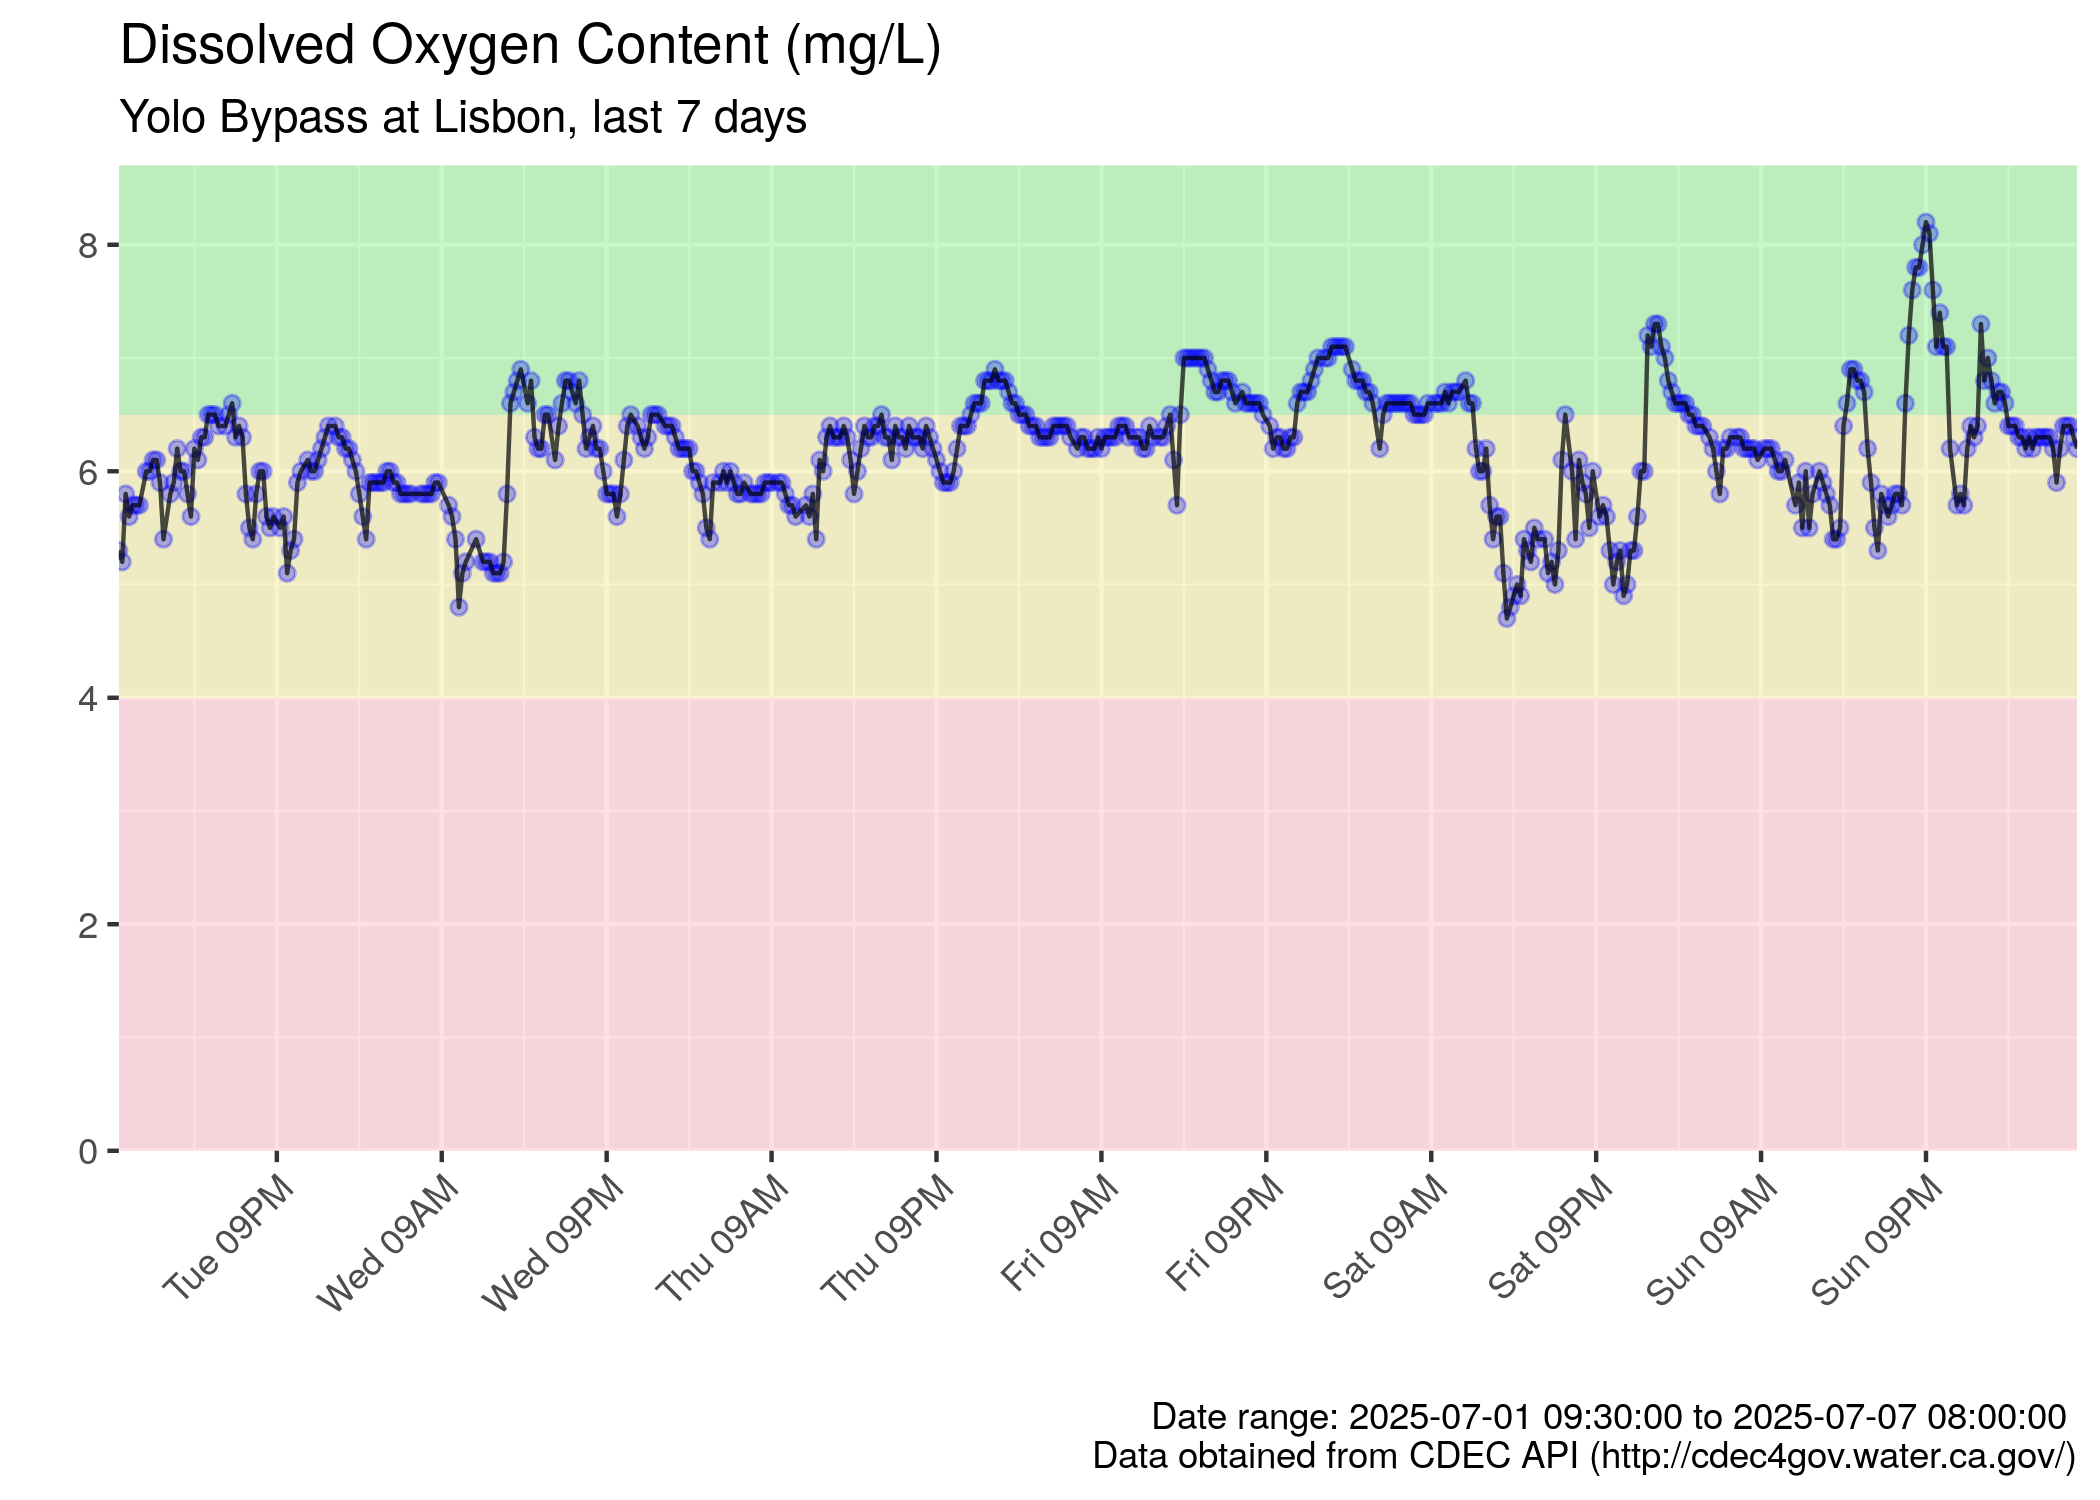 Dissolved Oxygen Content (mg/L)
Yolo Bypass at Lisbon, last 7 days
8
6
4
2
0
Tue 09PM
Wed 09AM
Wed 09PM
Thu 09AM
Thu 09PM
Fri 09AM
Fri 09PM
Sat 09AM
Sat 09PM
Sun 09AM
Sun 09PM
Date range: 2025-07-01 09:30:00 to 2025-07-07 08:00:00
Data obtained from CDEC API (http://cdec4gov.water.ca.gov/)